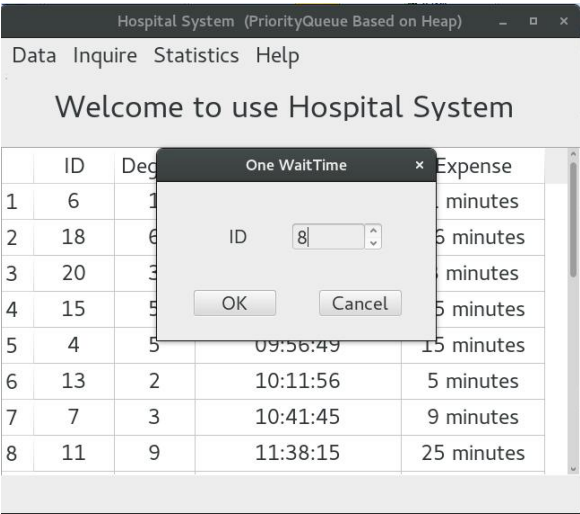 Hospital System (PriorityQueue Based on Heap)
Data Inquire Statistics Help
Welcome to use Hospital System
ID Expense
One WaitTime
ID 8
OK Cancel
1 6 minutes
2 18 minutes
3 20 minutes
4 15 minutes
5 4 5 09:56:49 15 minutes
6 13 2 10:11:56 5 minutes
7 7 3 10:41:45 9 minutes
8 11 9 11:38:15 25 minutes